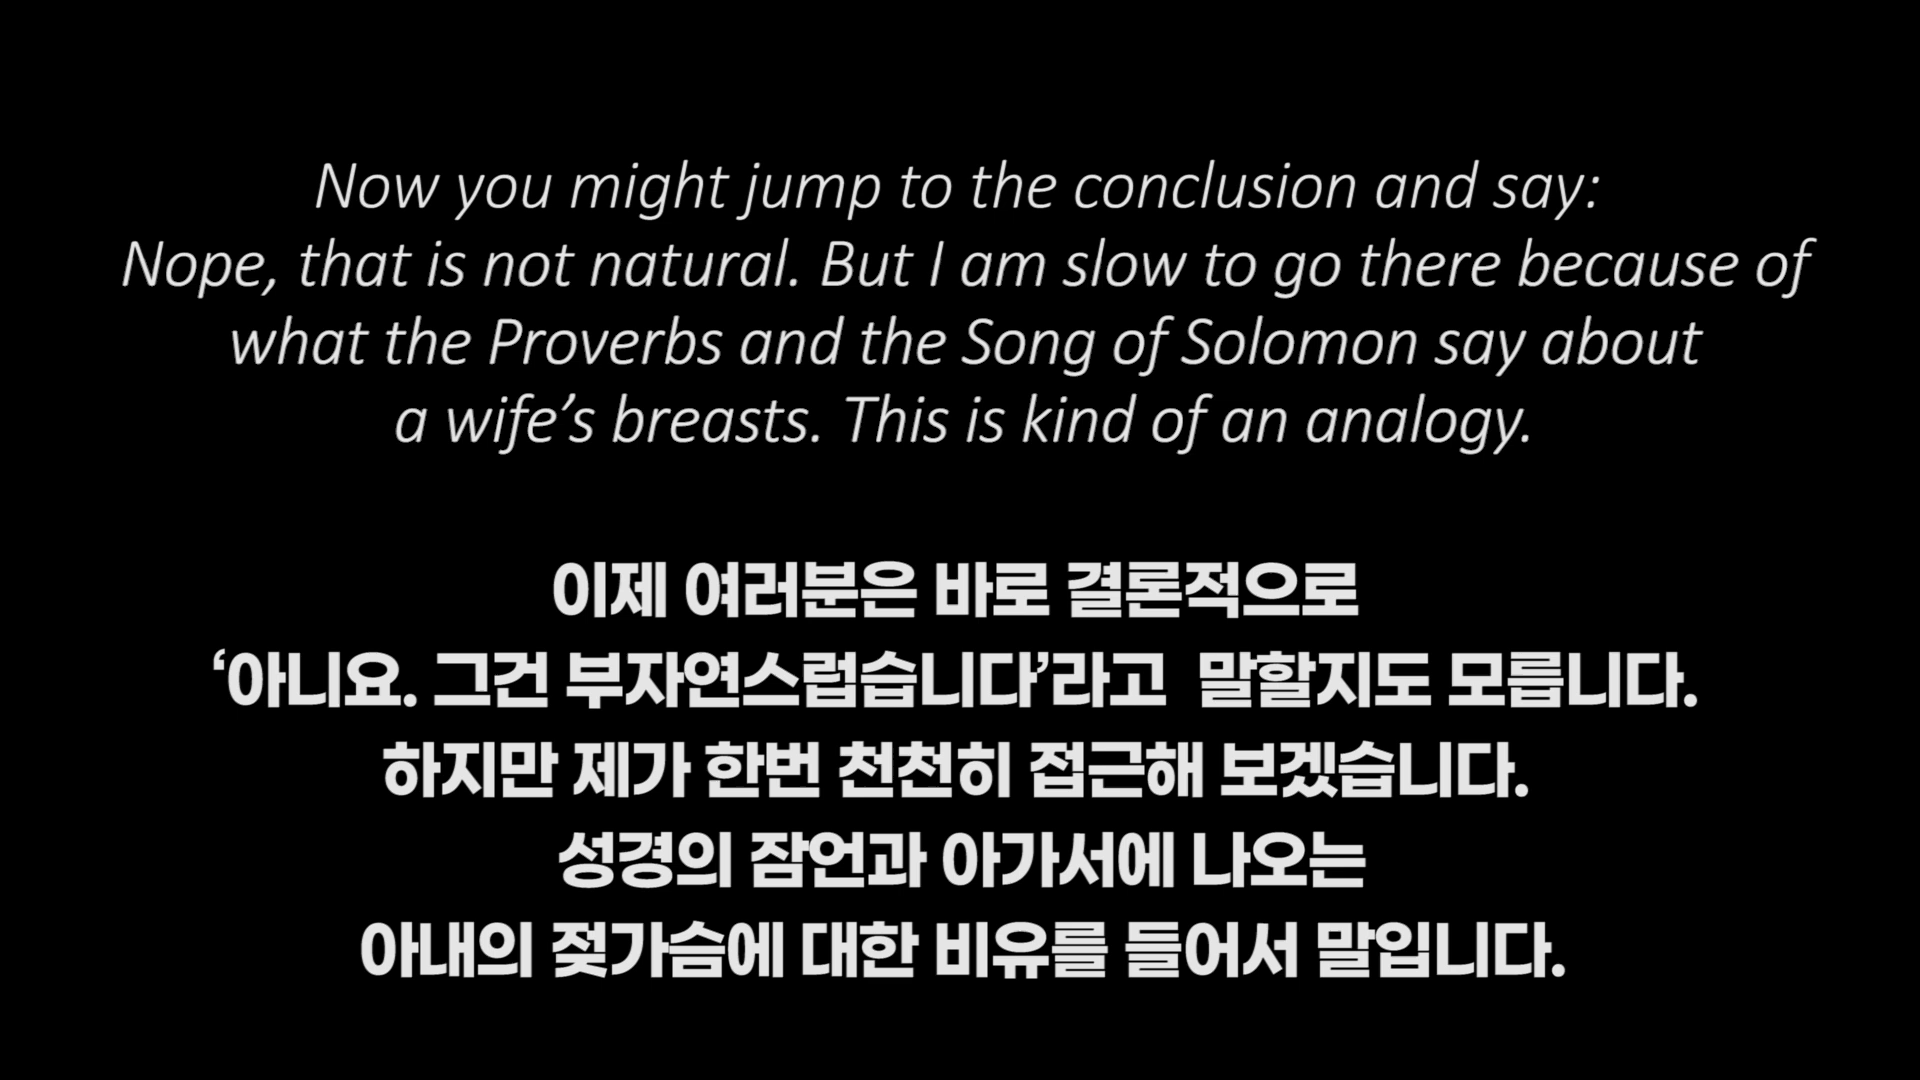 Now you might jump to the conclusion and say:
Nope, that is not natural. But I am slow to go there because of
what the Proverbs and the Song of Solomon say about
a wife’s breasts. This is kind of an analogy.
이제 여러분은 바로 결론적으로
‘아니요. 그건 부자연스럽습니다’라고 말할지도 모릅니다.
하지만 제가 한번 천천히 접근해 보겠습니다.
성경의 잠언과 아가서에 나오는
아내의 젖가슴에 대한 비유를 들어서 말입니다.